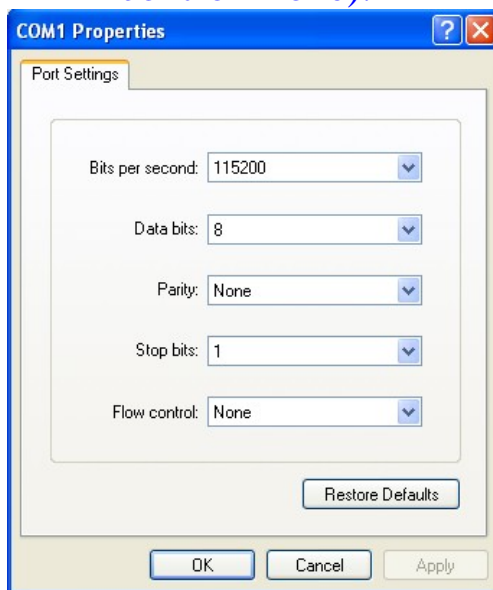 COM1 Properties
Port Settings
Bits per second: 115200
Data bits: 8
Parity: None
Stop bits: 1
Flow control: None
Restore Defaults
OK Cancel Apply